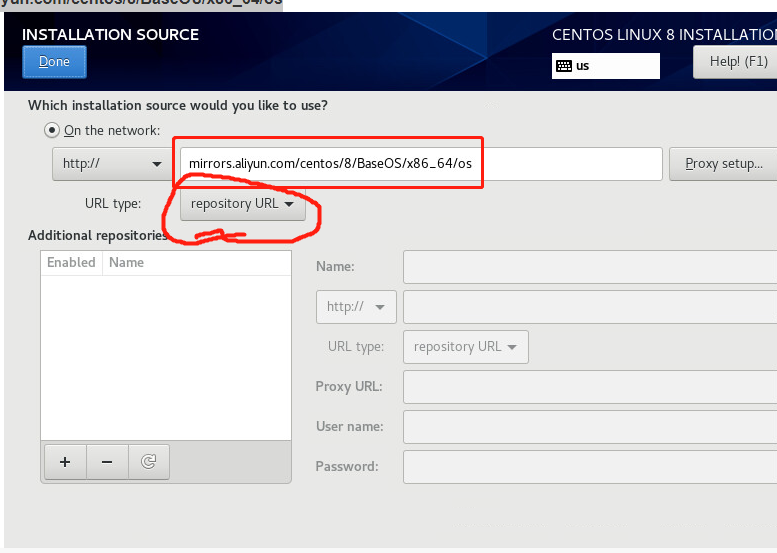 yun.com/centos/8/BaseOS/x86_64/os
INSTALLATION SOURCE
CENTOS LINUX 8 INSTALLATION
Done
us
Help! (F1)
Which installation source would you like to use?
On the network:
http://
mirrors.aliyun.com/centos/8/BaseOS/x86_64/os
Proxy setup...
URL type:
repository URL
Additional repositories
Enabled
Name
Name:
http://
URL type:
repository URL
Proxy URL:
User name:
Password: